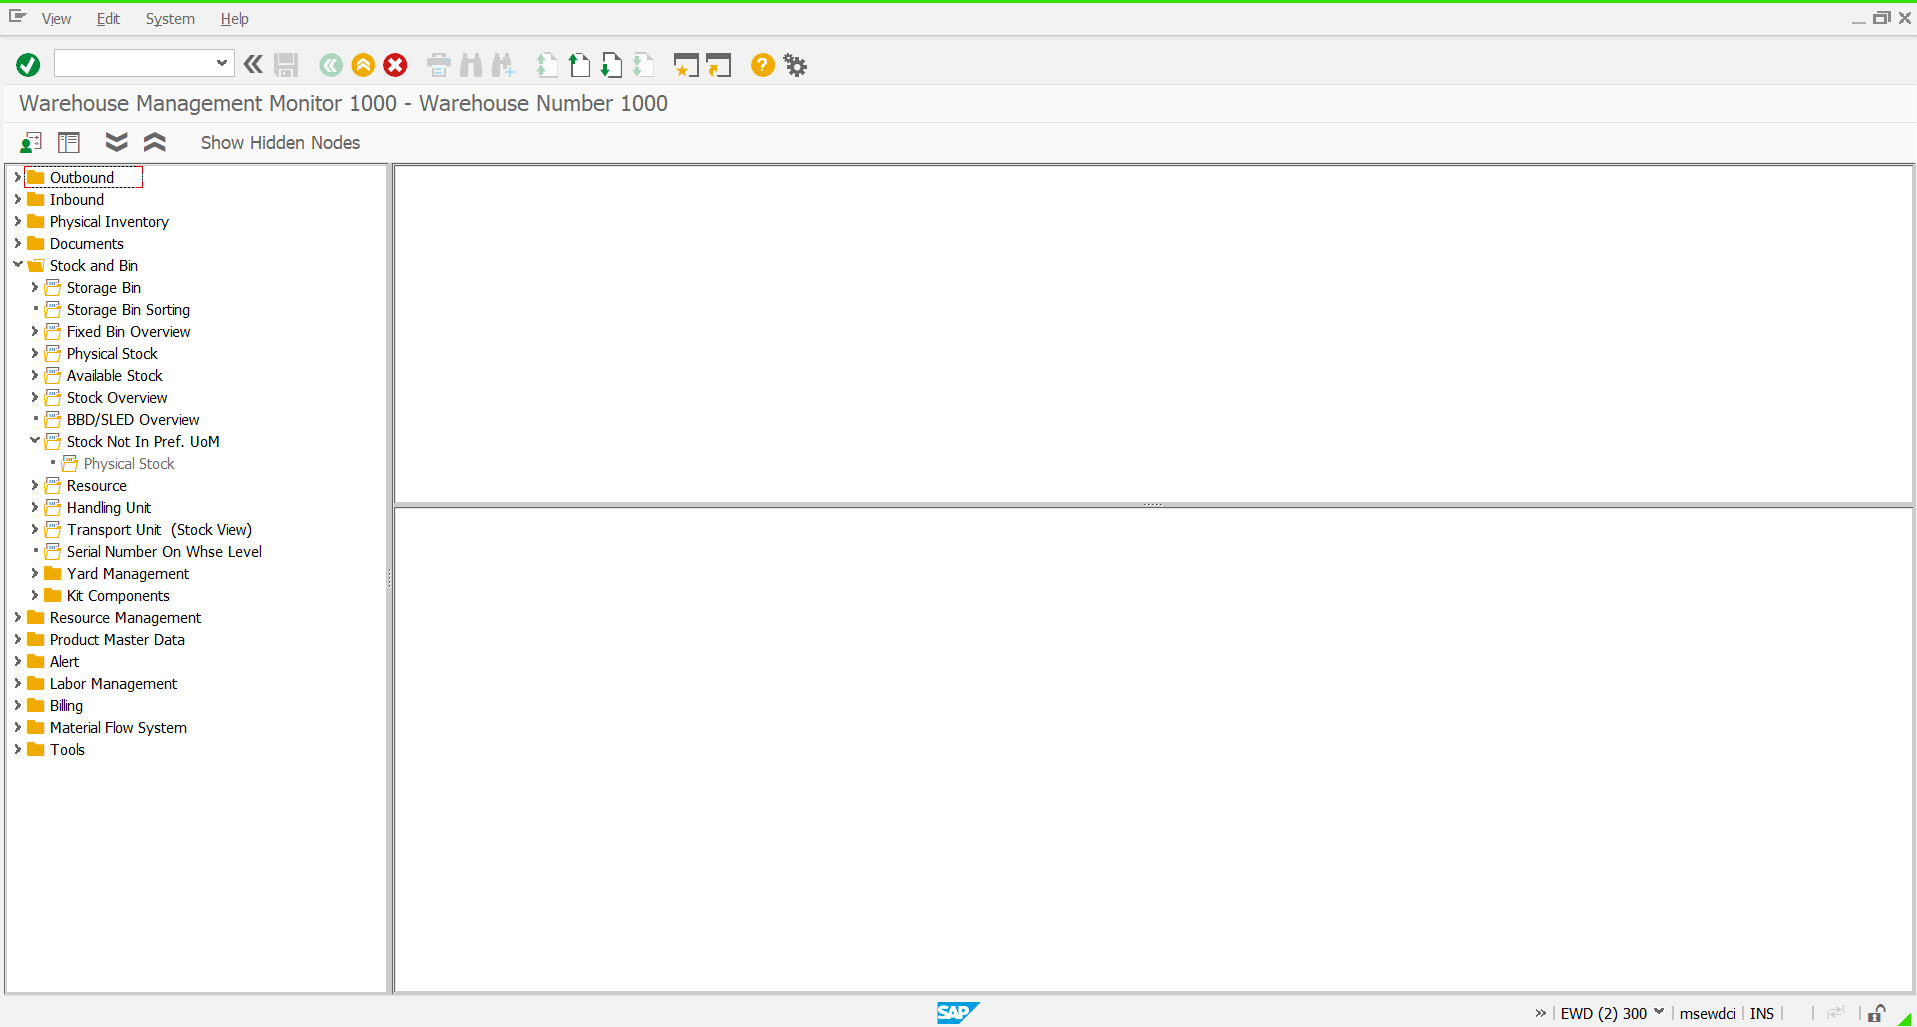 View Edit System Help
Warehouse Management Monitor 1000 - Warehouse Number 1000
Show Hidden Nodes
Outbound
Inbound
Physical Inventory
Documents
Stock and Bin
Storage Bin
Storage Bin Sorting
Fixed Bin Overview
Physical Stock
Available Stock
Stock Overview
BBD/SLED Overview
Stock Not In Pref. UoM
Physical Stock
Resource
Handling Unit
Transport Unit (Stock View)
Serial Number On Whse Level
Yard Management
Kit Components
Resource Management
Product Master Data
Alert
Labor Management
Billing
Material Flow System
Tools
SAP
EWD (2) 300 msewdci INS